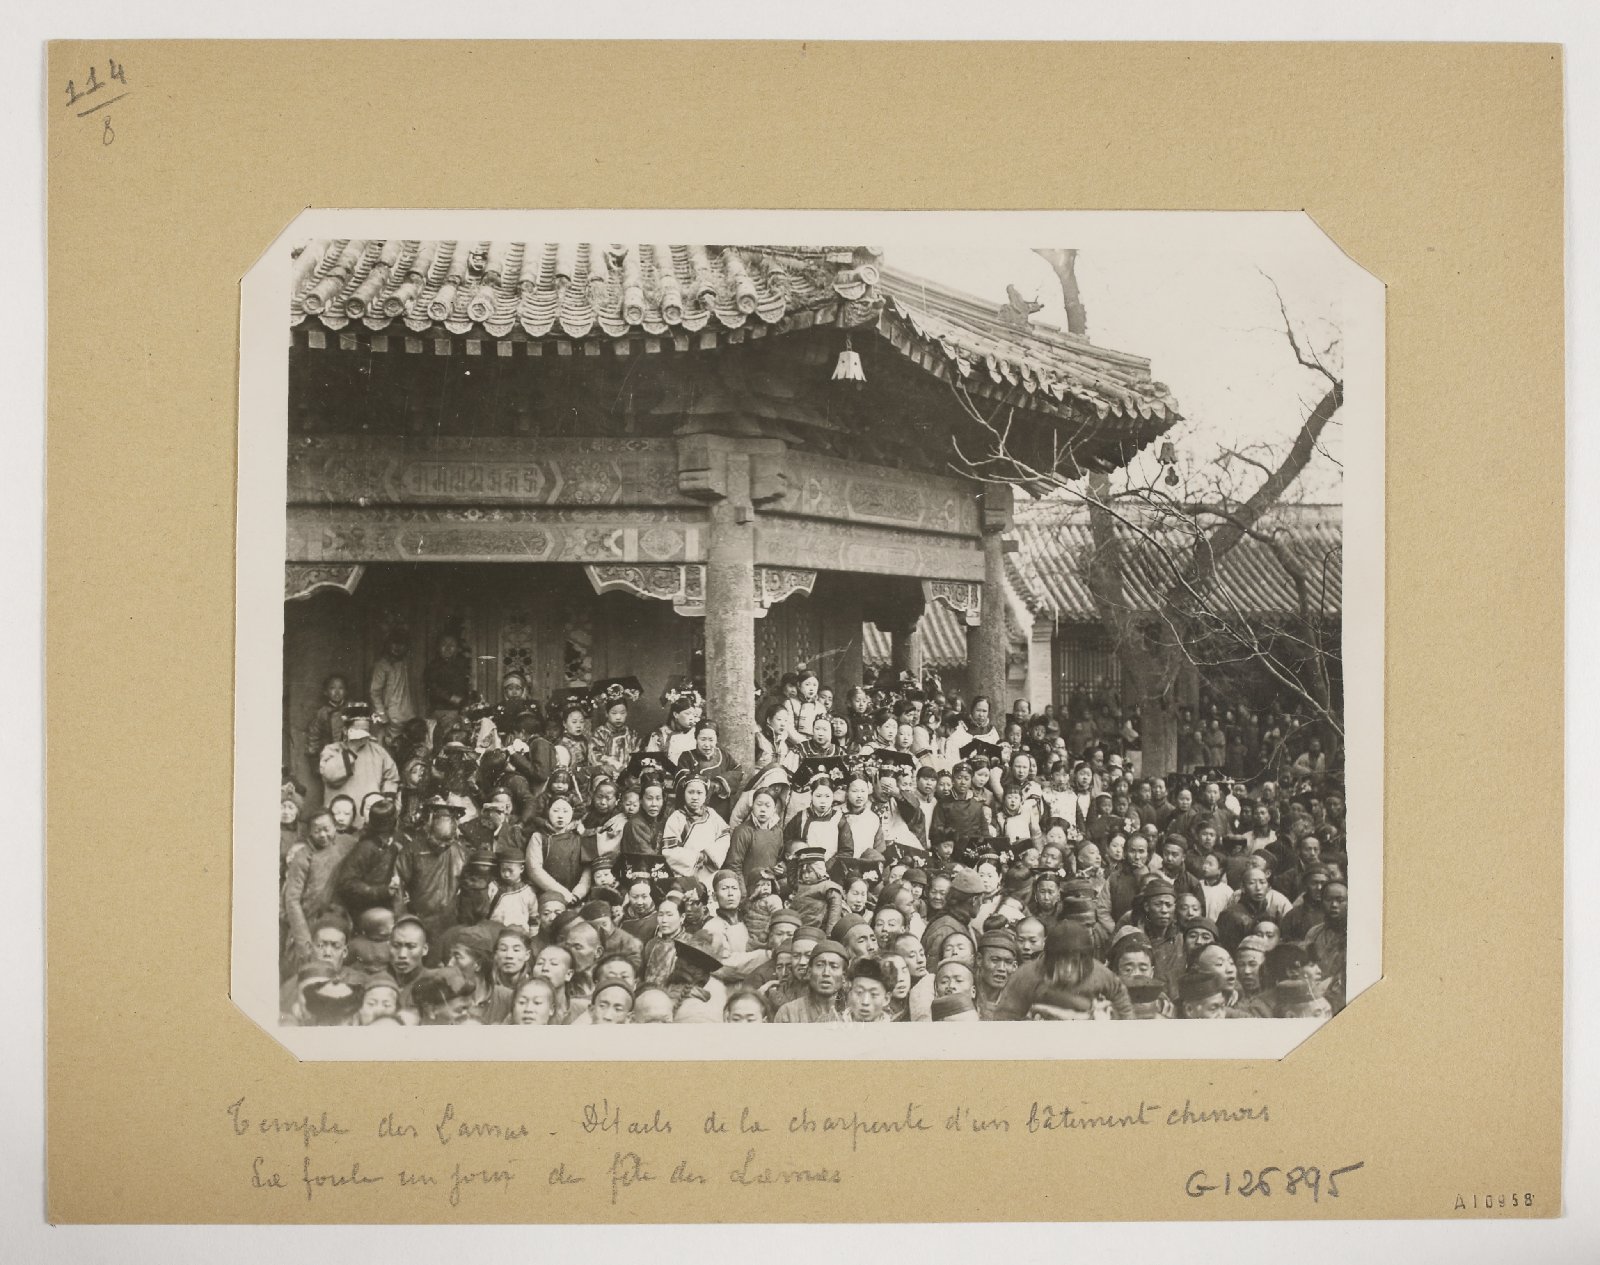 114
8
Temple des Lamas - Détails de la charpente d'un bâtiment chinois
La foule un jour de fête des Lamas
G126895
A10958